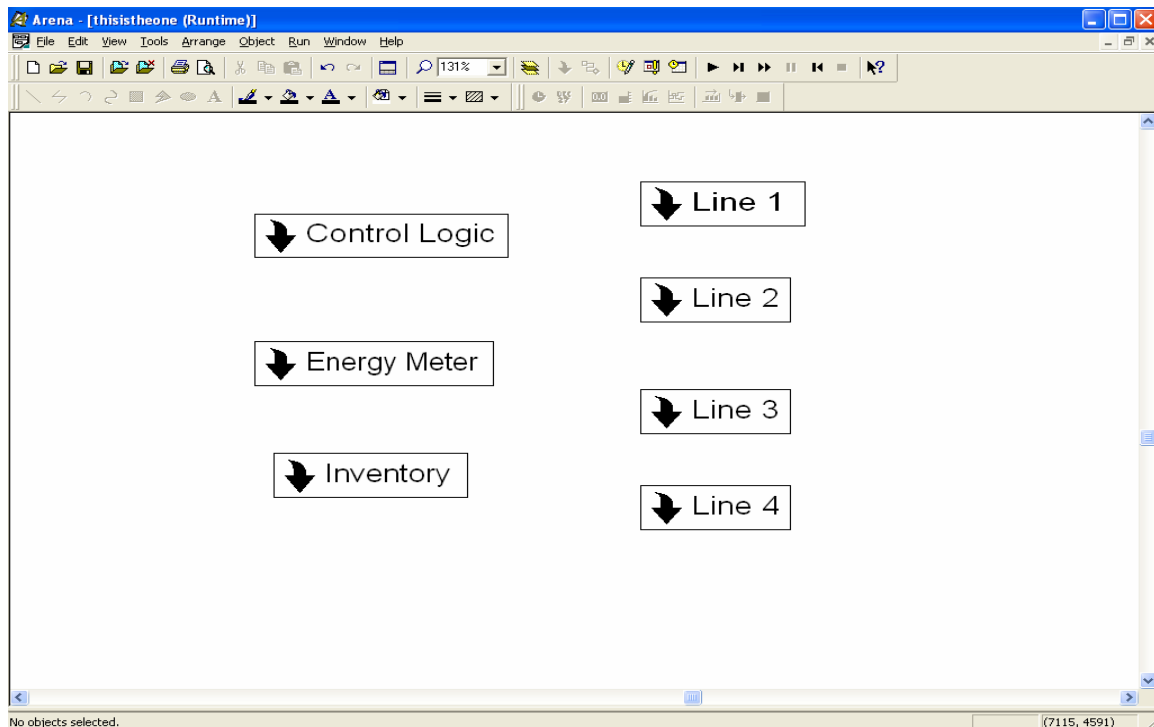 Arena - [thisistheone (Runtime)]
File Edit View Tools Arrange Object Run Window Help
131%
A A
Line 1
Control Logic
Line 2
Energy Meter
Line 3
Inventory
Line 4
No objects selected.
(7115, 4591)